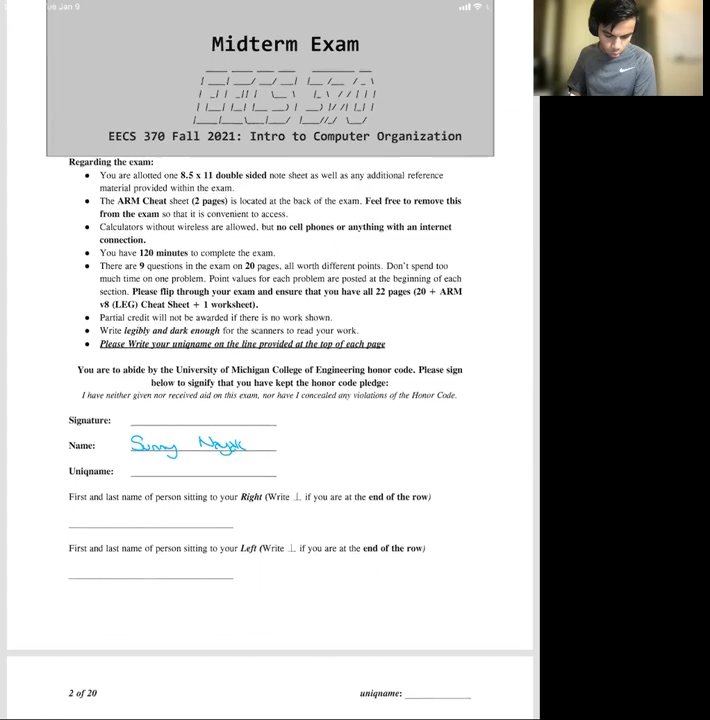 ue Jan 9
Midterm Exam
EECS 370
EECS 370 Fall 2021: Intro to Computer Organization
Regarding the exam:
● You are allotted one 8.5 x 11 double sided note sheet as well as any additional reference
material provided within the exam.
● The ARM Cheat sheet (2 pages) is located at the back of the exam. Feel free to remove this
from the exam so that it is convenient to access.
● Calculators without wireless are allowed, but no cell phones or anything with an internet
connection.
● You have 120 minutes to complete the exam.
● There are 9 questions in the exam on 20 pages, all worth different points. Don't spend too
much time on one problem. Point values for each problem are posted at the beginning of each
section. Please flip through your exam and ensure that you have all 22 pages (20 + ARM
v8 (LEG) Cheat Sheet + 1 worksheet).
● Partial credit will not be awarded if there is no work shown.
● Write legibly and dark enough for the scanners to read your work.
● Please Write your uniqname on the line provided at the top of each page
You are to abide by the University of Michigan College of Engineering honor code. Please sign
below to signify that you have kept the honor code pledge:
I have neither given nor received aid on this exam, nor have I concealed any violations of the Honor Code.
Signature:
Name: Sunny Nayak
Uniqname:
First and last name of person sitting to your Right (Write ⊥ if you are at the end of the row)
First and last name of person sitting to your Left (Write ⊥ if you are at the end of the row)
2 of 20 uniqname: